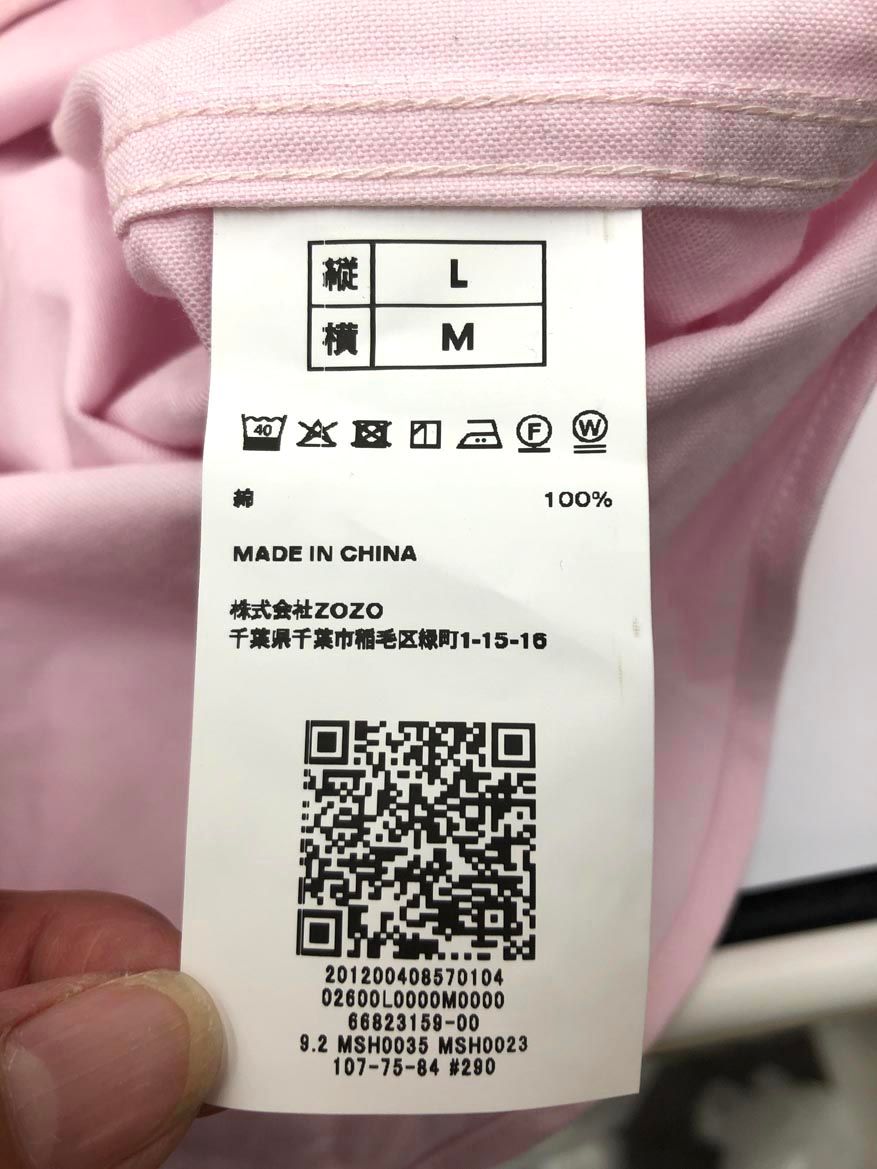 縦 L
横 M
40 F W
綿 100%
MADE IN CHINA
株式会社ZOZO
千葉県千葉市稲毛区緑町1-15-16
201200408570104
02600L0000M0000
66823159-00
9.2 MSH0035 MSH0023
107-75-84 #290